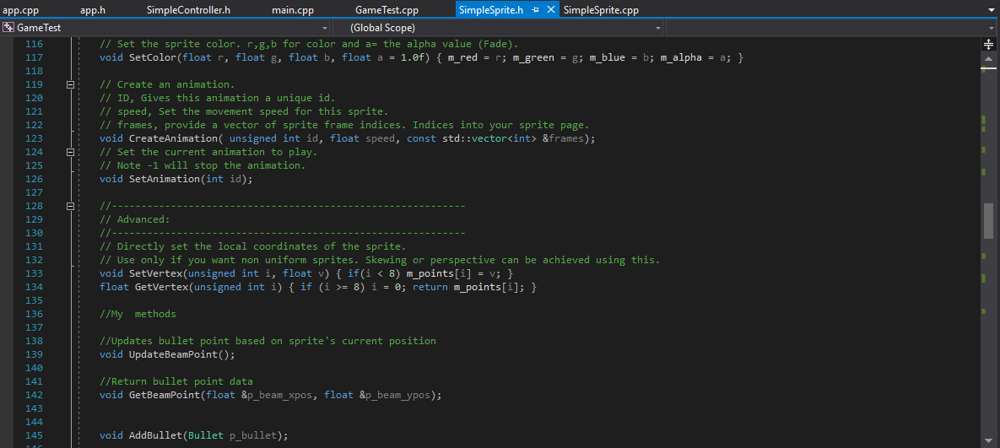 app.cpp app.h SimpleController.h main.cpp GameTest.cpp SimpleSprite.h SimpleSprite.cpp
GameTest (Global Scope)
116 // Set the sprite color. r,g,b for color and a= the alpha value (Fade).
117 void SetColor(float r, float g, float b, float a = 1.0f) { m_red = r; m_green = g; m_blue = b; m_alpha = a; }
118
119 // Create an animation.
120 // ID, Gives this animation a unique id.
121 // speed, Set the movement speed for this sprite.
122 // frames, provide a vector of sprite frame indices. Indices into your sprite page.
123 void CreateAnimation( unsigned int id, float speed, const std::vector<int> &frames);
124 // Set the current animation to play.
125 // Note -1 will stop the animation.
126 void SetAnimation(int id);
127
128 //------------------------------------------------------------
129 // Advanced:
130 //------------------------------------------------------------
131 // Directly set the local coordinates of the sprite.
132 // Use only if you want non uniform sprites. Skewing or perspective can be achieved using this.
133 void SetVertex(unsigned int i, float v) { if(i < 8) m_points[i] = v; }
134 float GetVertex(unsigned int i) { if (i >= 8) i = 0; return m_points[i]; }
135
136 //My  methods
137
138 //Updates bullet point based on sprite's current position
139 void UpdateBeamPoint();
140
141 //Return bullet point data
142 void GetBeamPoint(float &p_beam_xpos, float &p_beam_ypos);
143
144
145 void AddBullet(Bullet p_bullet);